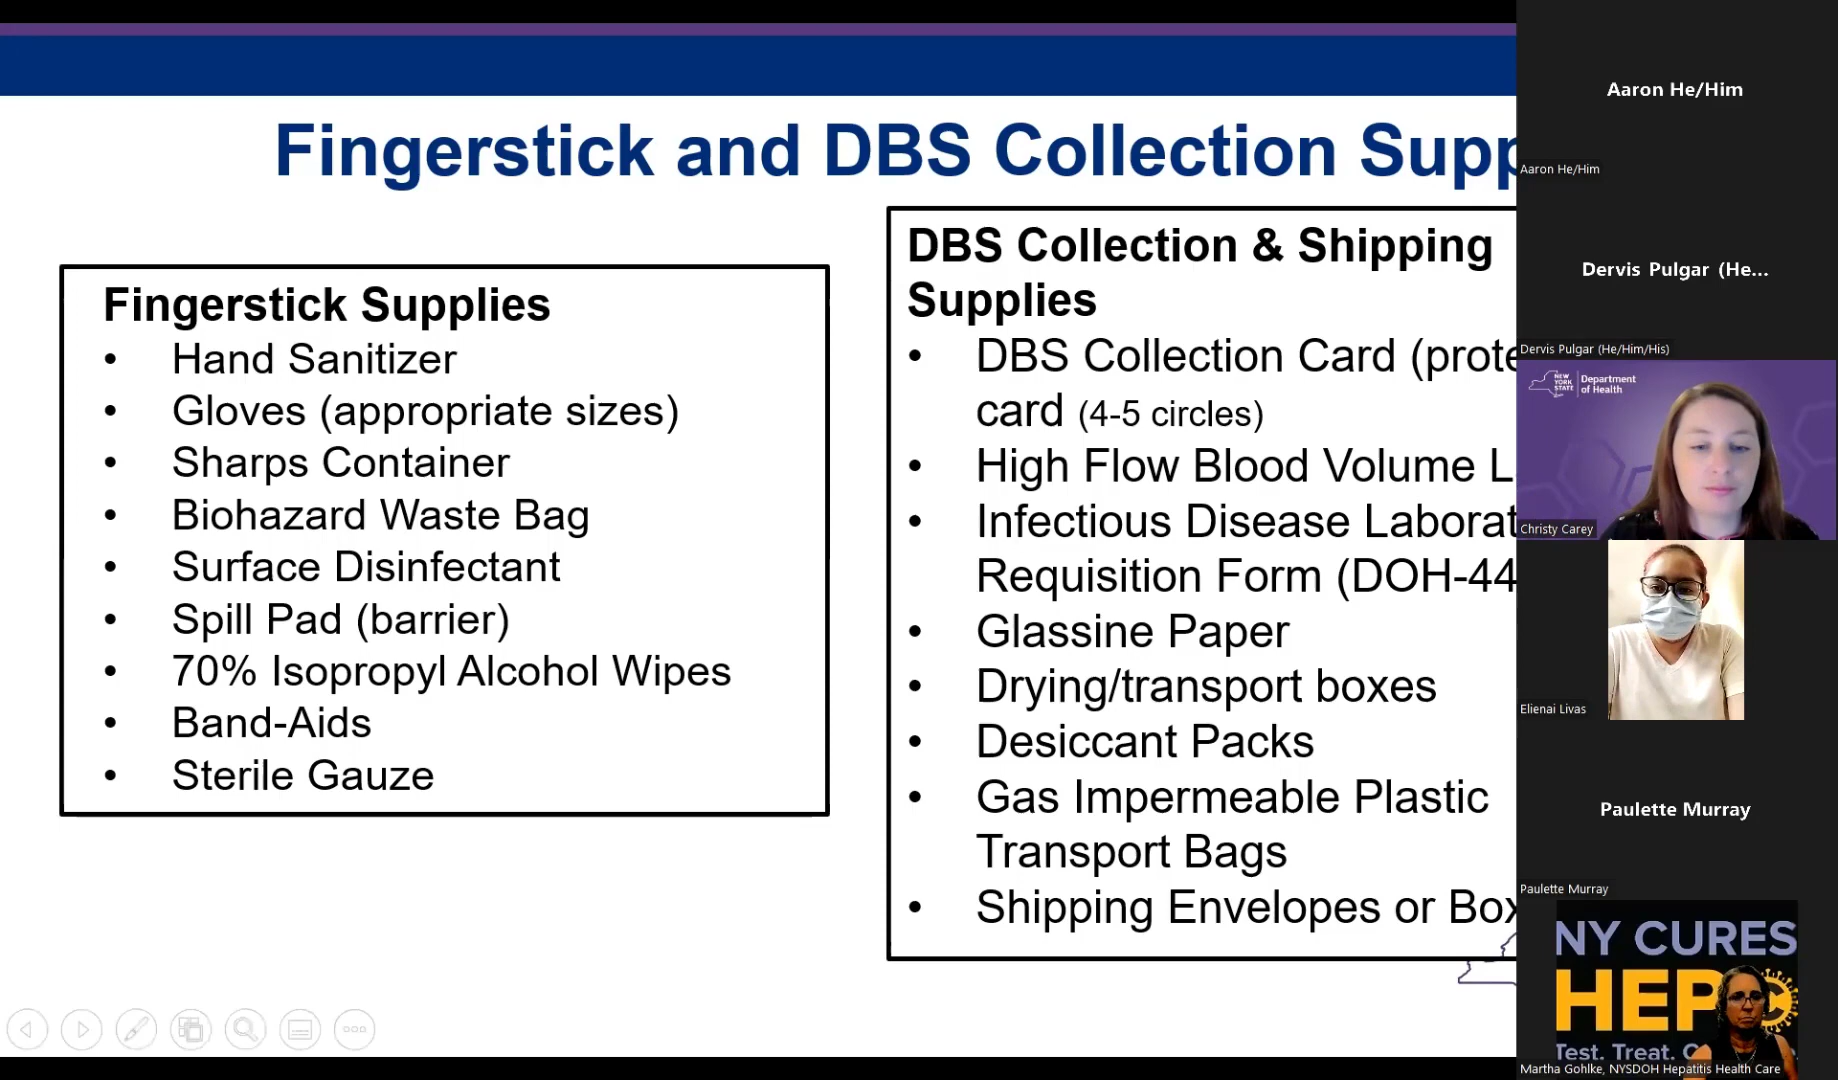 Fingerstick and DBS Collection Supp
Fingerstick Supplies
• Hand Sanitizer
• Gloves (appropriate sizes)
• Sharps Container
• Biohazard Waste Bag
• Surface Disinfectant
• Spill Pad (barrier)
• 70% Isopropyl Alcohol Wipes
• Band-Aids
• Sterile Gauze
DBS Collection & Shipping
Supplies
• DBS Collection Card (prote
card (4-5 circles)
• High Flow Blood Volume L
• Infectious Disease Laborat
Requisition Form (DOH-44
• Glassine Paper
• Drying/transport boxes
• Desiccant Packs
• Gas Impermeable Plastic
Transport Bags
• Shipping Envelopes or Box
Aaron He/Him
Aaron He/Him
Dervis Pulgar (He...
Dervis Pulgar (He/Him/His)
NEW YORK STATE
Department of Health
Christy Carey
Elienai Livas
Paulette Murray
Paulette Murray
NY CURES
HEP C
Test. Treat. C
Martha Gohlke, NYSDOH Hepatitis Health Care